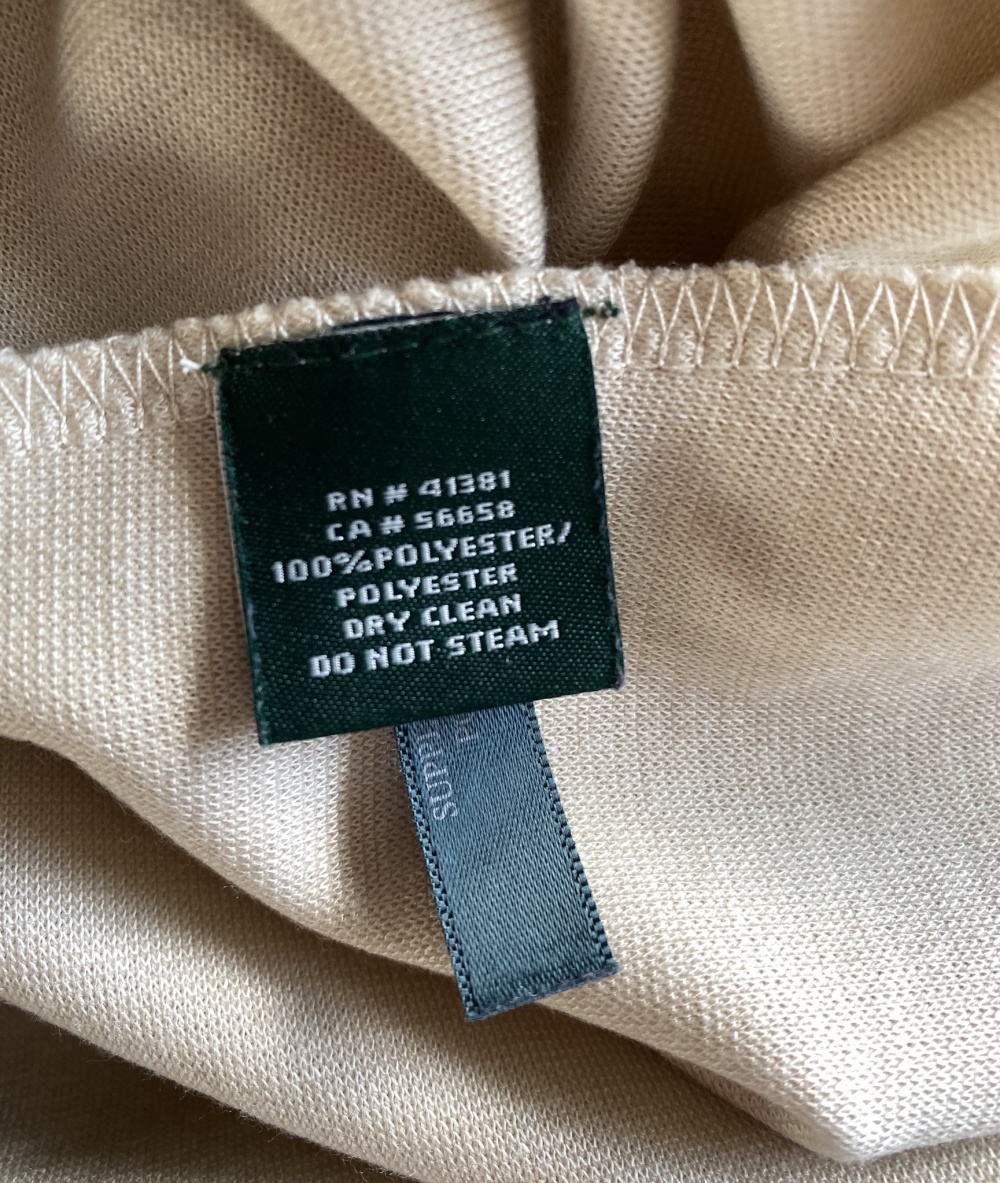 RN # 41381
CA # 56658
100%POLYESTER/
POLYESTER
DRY CLEAN
DO NOT STEAM